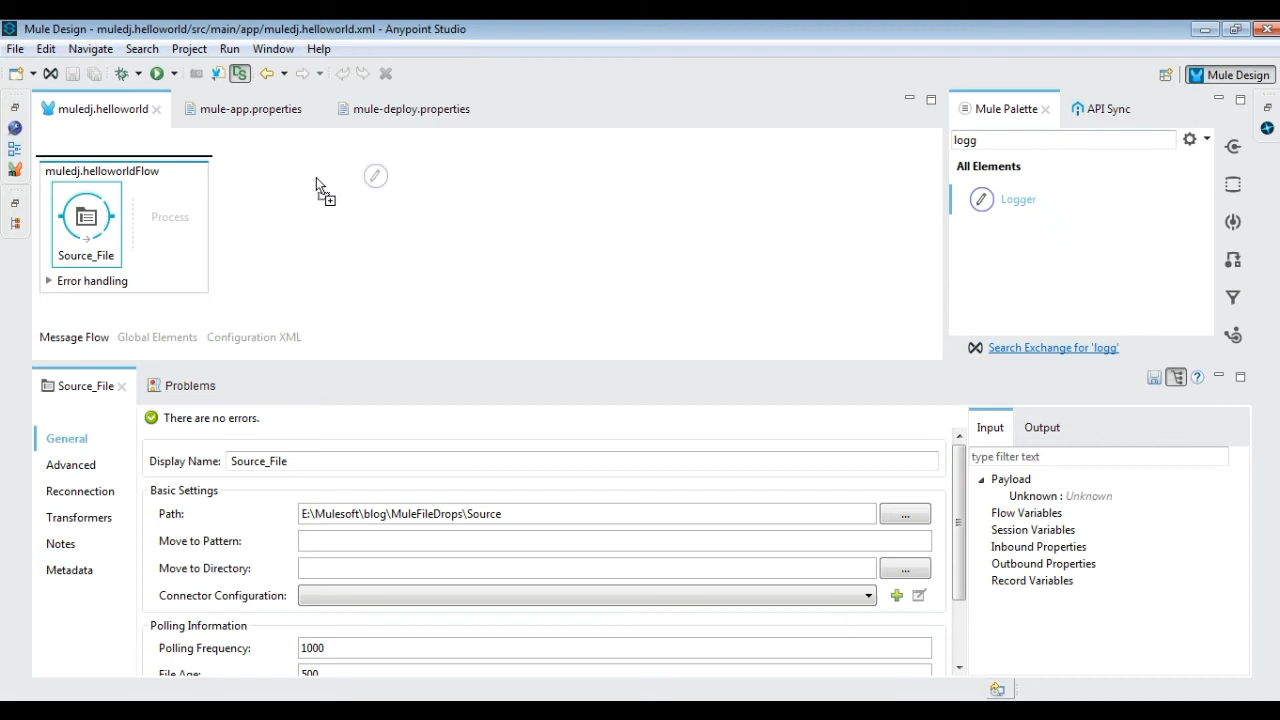 Mule Design - muledj.helloworld/src/main/app/muledj.helloworld.xml - Anypoint Studio
File Edit Navigate Search Project Run Window Help
Mule Design
muledj.helloworld mule-app.properties mule-deploy.properties
Mule Palette API Sync
logg
All Elements
Logger
muledj.helloworldFlow
Process
Source_File
Error handling
Message Flow Global Elements Configuration XML
Search Exchange for 'logg'
Source_File Problems
There are no errors.
General
Advanced
Reconnection
Transformers
Notes
Metadata
Display Name: Source_File
Basic Settings
Path: E:\Mulesoft\blog\MuleFileDrops\Source ...
Move to Pattern:
Move to Directory: ...
Connector Configuration:
Polling Information
Polling Frequency: 1000
File Age: 500
Input Output
type filter text
Payload
Unknown : Unknown
Flow Variables
Session Variables
Inbound Properties
Outbound Properties
Record Variables